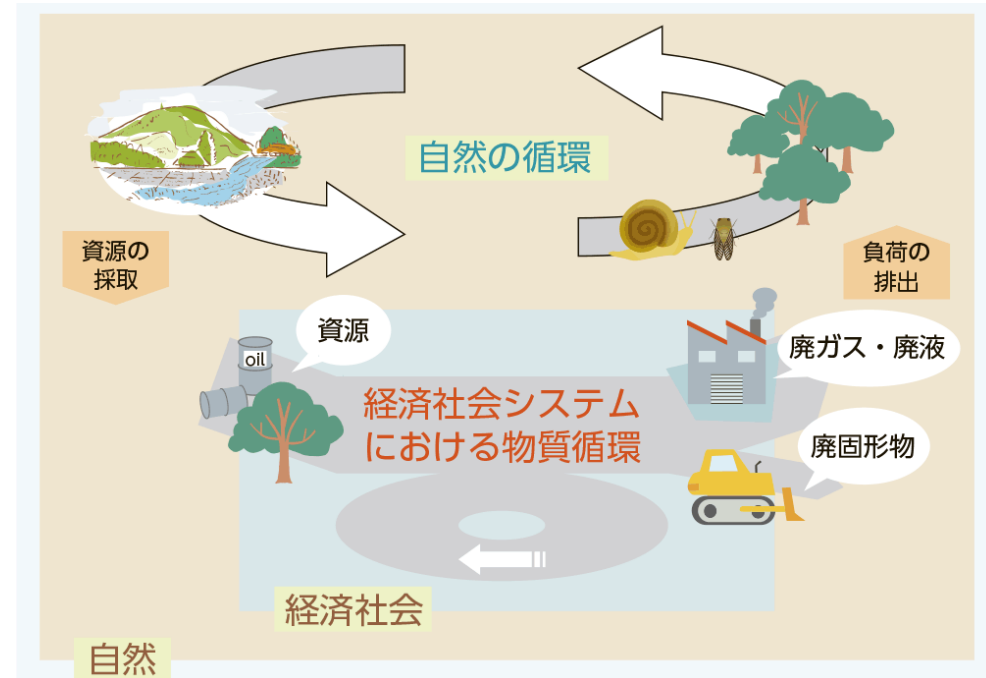 自然の循環
資源の
採取
負荷の
排出
資源
oil
廃ガス・廃液
経済社会システム
における物質循環
廃固形物
経済社会
自然